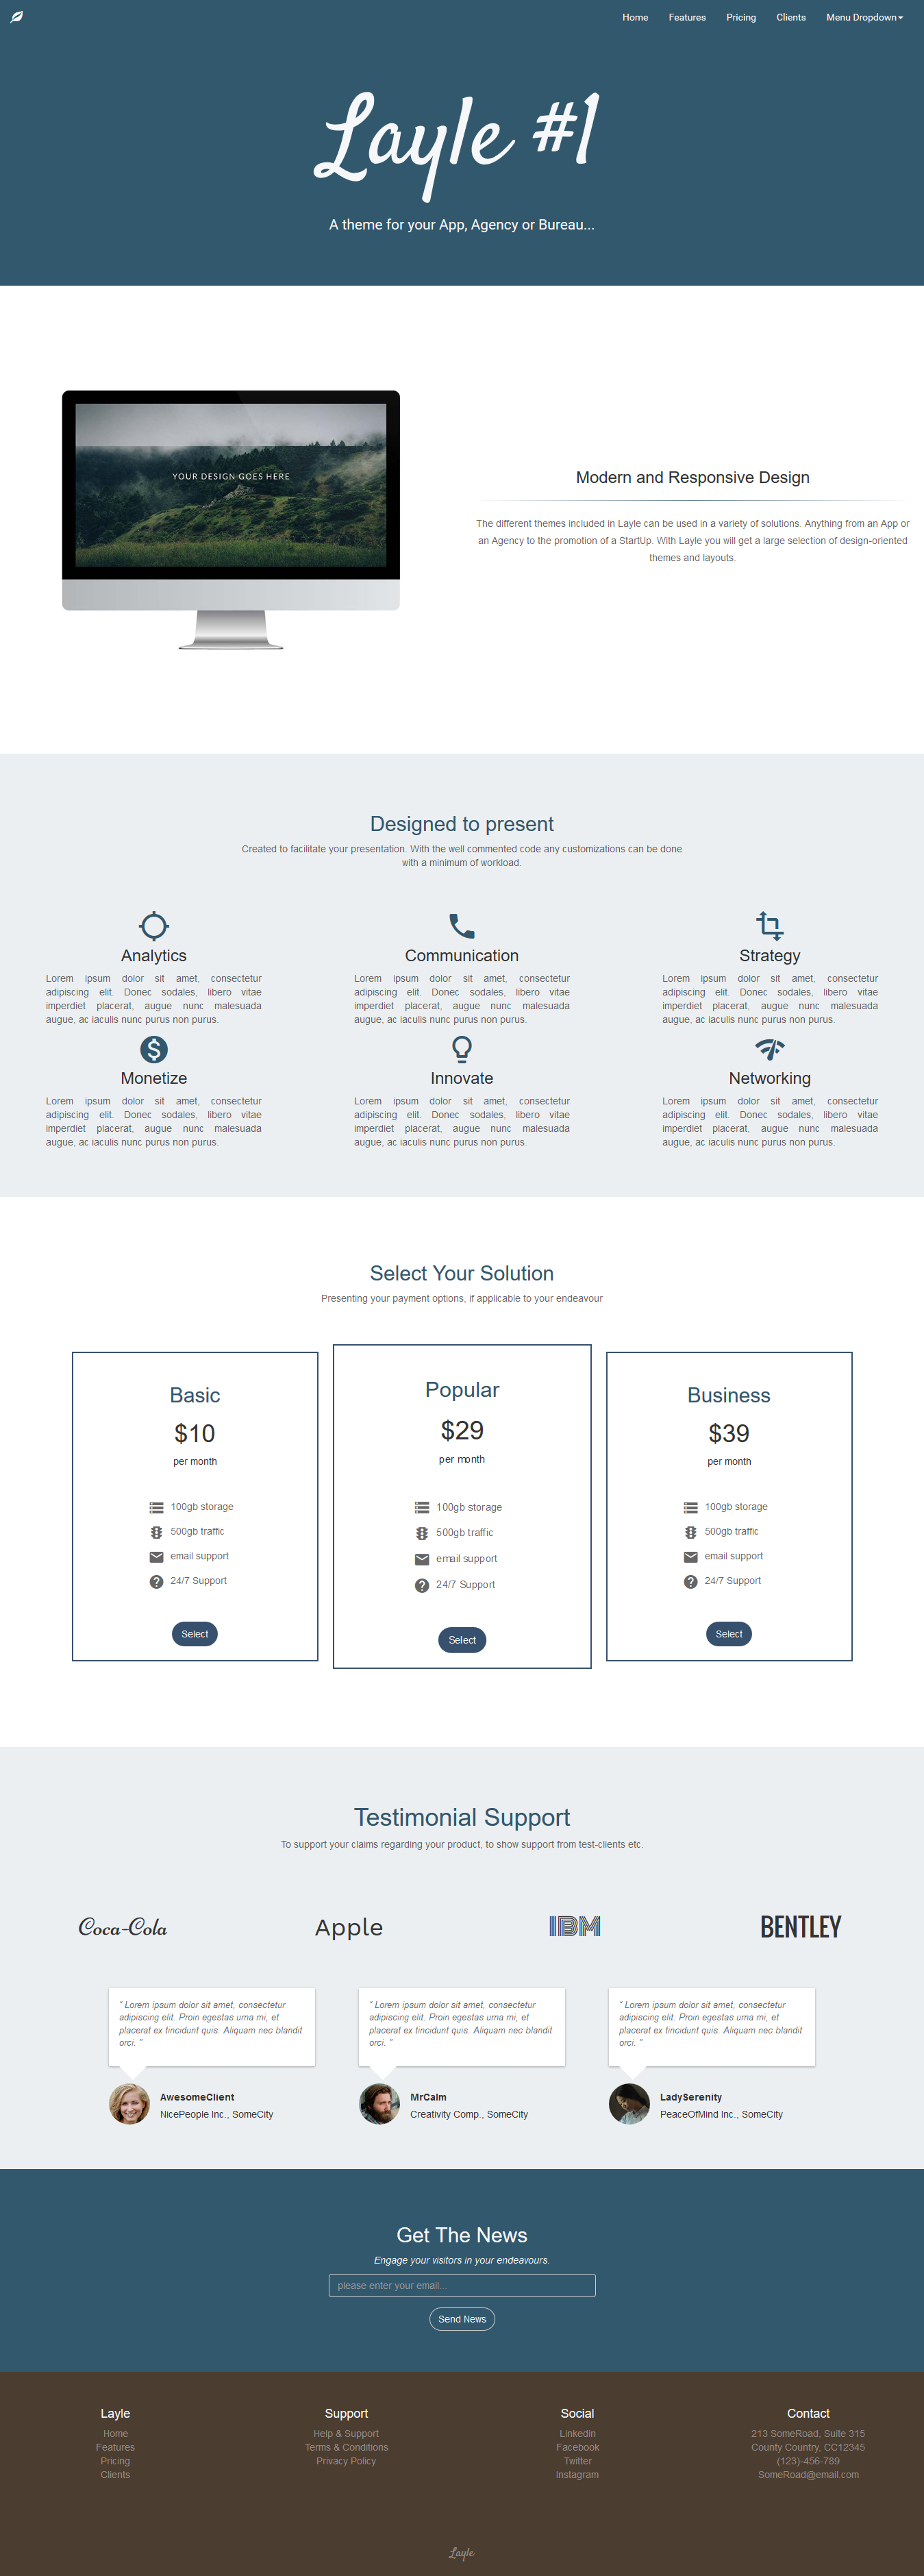 Home Features Pricing Clients Menu Dropdown
Layle #1
A theme for your App, Agency or Bureau...
YOUR DESIGN GOES HERE
Modern and Responsive Design
The different themes included in Layle can be used in a variety of solutions. Anything from an App or
an Agency to the promotion of a StartUp. With Layle you will get a large selection of design-oriented
themes and layouts.
Designed to present
Created to facilitate your presentation. With the well commented code any customizations can be done
with a minimum of workload.
Analytics
Lorem ipsum dolor sit amet, consectetur
adipiscing elit. Donec sodales, libero vitae
imperdiet placerat, augue nunc malesuada
augue, ac iaculis nunc purus non purus.
Communication
Lorem ipsum dolor sit amet, consectetur
adipiscing elit. Donec sodales, libero vitae
imperdiet placerat, augue nunc malesuada
augue, ac iaculis nunc purus non purus.
Strategy
Lorem ipsum dolor sit amet, consectetur
adipiscing elit. Donec sodales, libero vitae
imperdiet placerat, augue nunc malesuada
augue, ac iaculis nunc purus non purus.
Monetize
Lorem ipsum dolor sit amet, consectetur
adipiscing elit. Donec sodales, libero vitae
imperdiet placerat, augue nunc malesuada
augue, ac iaculis nunc purus non purus.
Innovate
Lorem ipsum dolor sit amet, consectetur
adipiscing elit. Donec sodales, libero vitae
imperdiet placerat, augue nunc malesuada
augue, ac iaculis nunc purus non purus.
Networking
Lorem ipsum dolor sit amet, consectetur
adipiscing elit. Donec sodales, libero vitae
imperdiet placerat, augue nunc malesuada
augue, ac iaculis nunc purus non purus.
Select Your Solution
Presenting your payment options, if applicable to your endeavour
Basic
$10
per month
100gb storage
500gb traffic
email support
24/7 Support
Select
Popular
$29
per month
100gb storage
500gb traffic
email support
24/7 Support
Select
Business
$39
per month
100gb storage
500gb traffic
email support
24/7 Support
Select
Testimonial Support
To support your claims regarding your product, to show support from test-clients etc.
Coca-Cola Apple IBM BENTLEY
" Lorem ipsum dolor sit amet, consectetur
adipiscing elit. Proin egestas urna mi, et
placerat ex tincidunt quis. Aliquam nec blandit
orci. "
AwesomeClient
NicePeople Inc., SomeCity
" Lorem ipsum dolor sit amet, consectetur
adipiscing elit. Proin egestas urna mi, et
placerat ex tincidunt quis. Aliquam nec blandit
orci. "
MrCalm
Creativity Comp., SomeCity
" Lorem ipsum dolor sit amet, consectetur
adipiscing elit. Proin egestas urna mi, et
placerat ex tincidunt quis. Aliquam nec blandit
orci. "
LadySerenity
PeaceOfMind Inc., SomeCity
Get The News
Engage your visitors in your endeavours.
please enter your email...
Send News
Layle
Home
Features
Pricing
Clients
Support
Help & Support
Terms & Conditions
Privacy Policy
Social
Linkedin
Facebook
Twitter
Instagram
Contact
213 SomeRoad, Suite 315
County Country, CC12345
(123)-456-789
SomeRoad@email.com
Layle